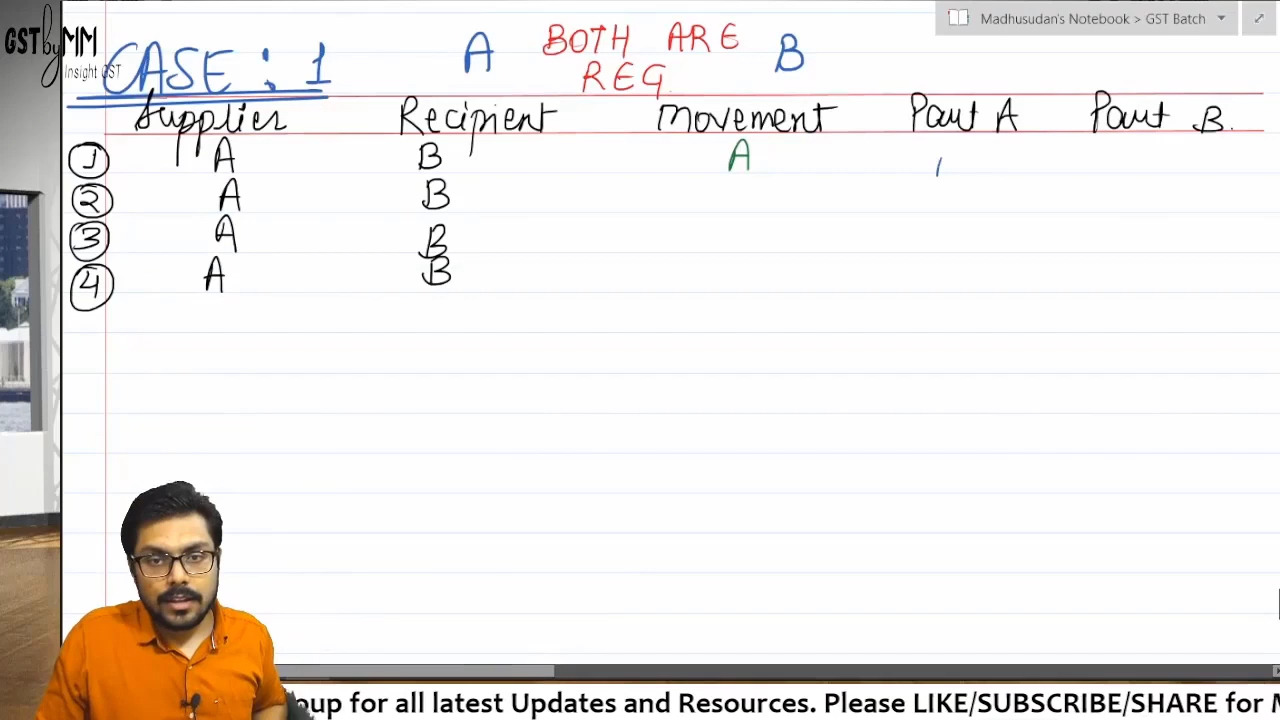 Madhusudan's Notebook > GST Batch
GST by MM
Insight GST
CASE : 1 A BOTH ARE REG B
Supplier Recipient Movement Part A Part B.
1 A B A
2 A B
3 A B
4 A B
oup for all latest Updates and Resources. Please LIKE/SUBSCRIBE/SHARE for M